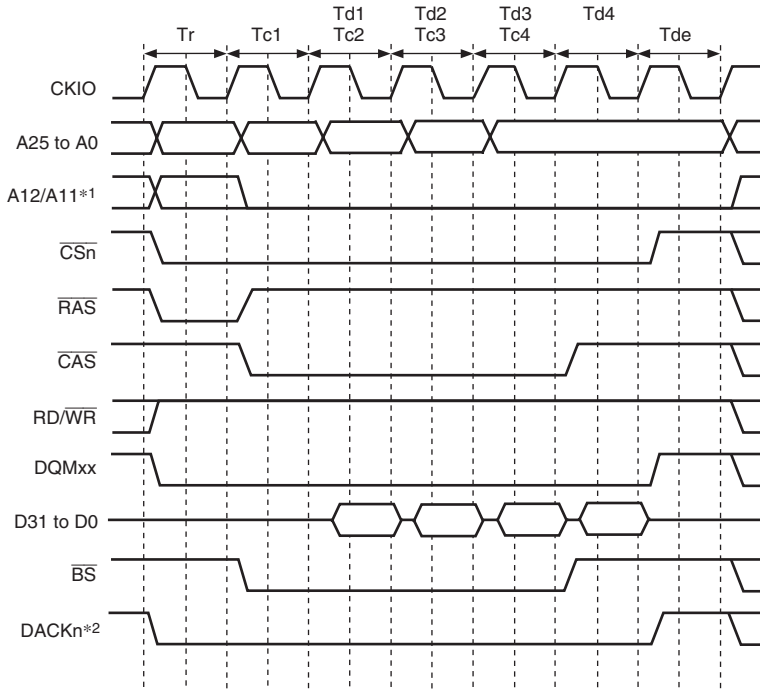 Td1 Td2 Td3 Td4
Tr Tc1 Tc2 Tc3 Tc4 Tde
CKIO
A25 to A0
A12/A11*1
CSn
RAS
CAS
RD/WR
DQMxx
D31 to D0
BS
DACKn*2